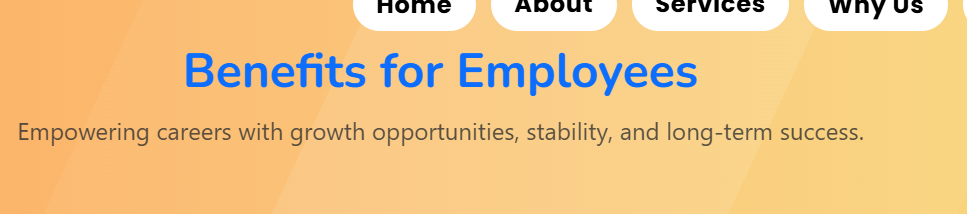 Home About Services Why Us
Benefits for Employees
Empowering careers with growth opportunities, stability, and long-term success.